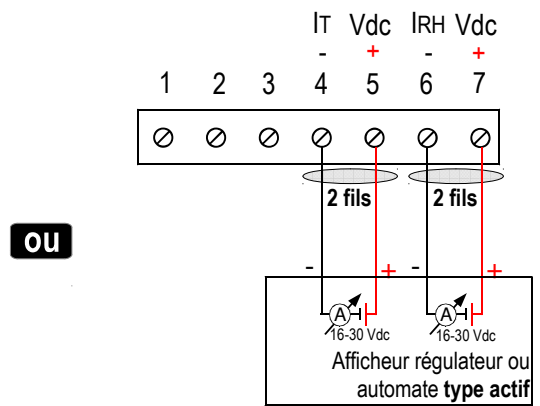 IT Vdc IRH Vdc
- + - +
1 2 3 4 5 6 7
2 fils 2 fils
ou
- + - +
A A
16-30 Vdc 16-30 Vdc
Afficheur régulateur ou
automate type actif